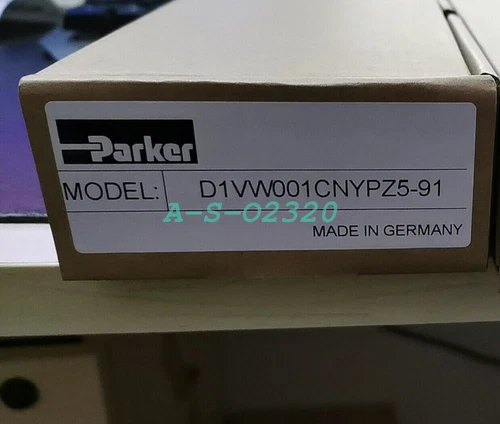 Parker
MODEL: D1VW001CNYPZ5-91
A-S-02320
MADE IN GERMANY